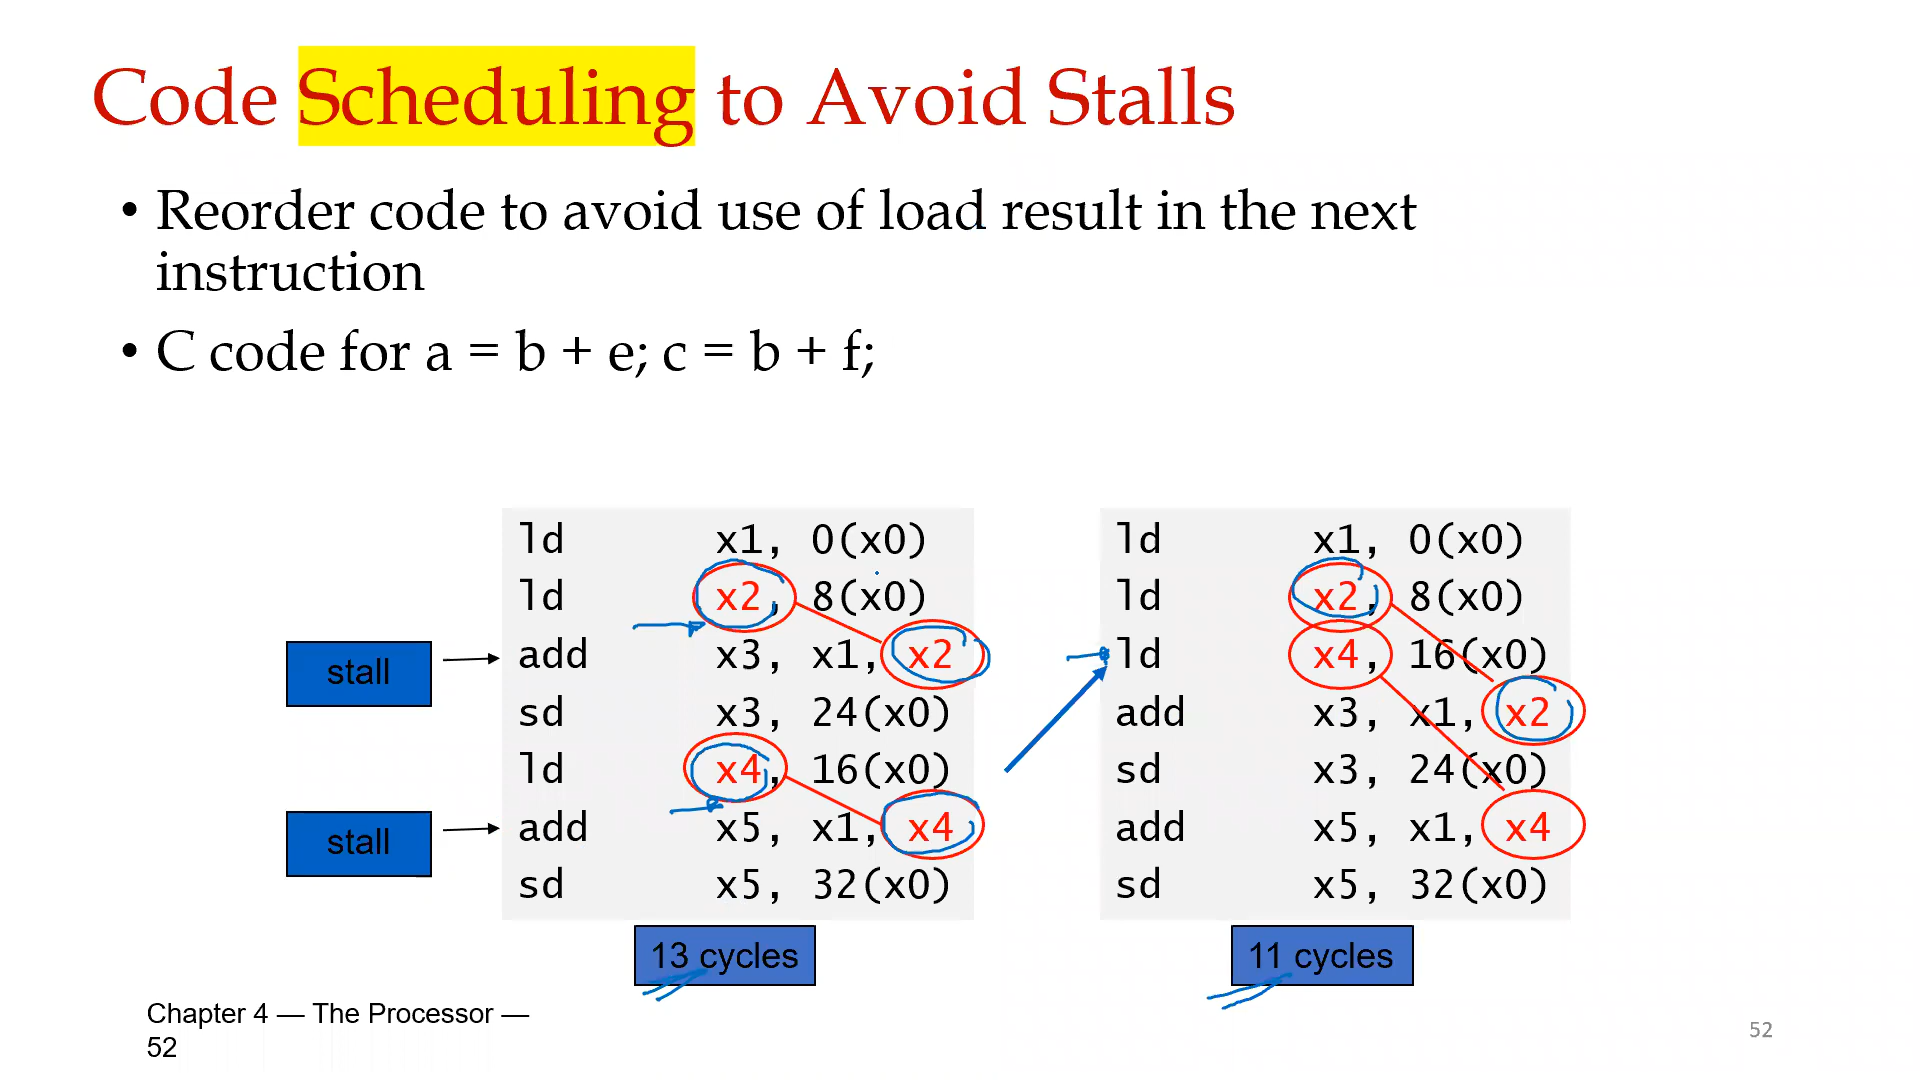 Code Scheduling to Avoid Stalls
• Reorder code to avoid use of load result in the next
instruction
• C code for a = b + e; c = b + f;
ld x1, 0(x0)
ld x2, 8(x0)
stall
add x3, x1, x2
sd x3, 24(x0)
ld x4, 16(x0)
stall
add x5, x1, x4
sd x5, 32(x0)
13 cycles
ld x1, 0(x0)
ld x2, 8(x0)
ld x4, 16(x0)
add x3, x1, x2
sd x3, 24(x0)
add x5, x1, x4
sd x5, 32(x0)
11 cycles
Chapter 4 — The Processor —
52
52